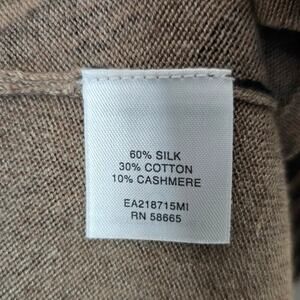 60% SILK
30% COTTON
10% CASHMERE
EA218715MI
RN 58665